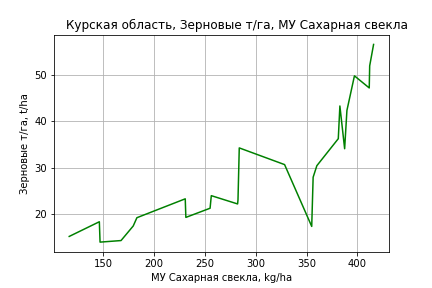 Курская область, Зерновые т/га, МУ Сахарная свекла
Зерновые т/га, t/ha
50
40
30
20
150 200 250 300 350 400
МУ Сахарная свекла, kg/ha